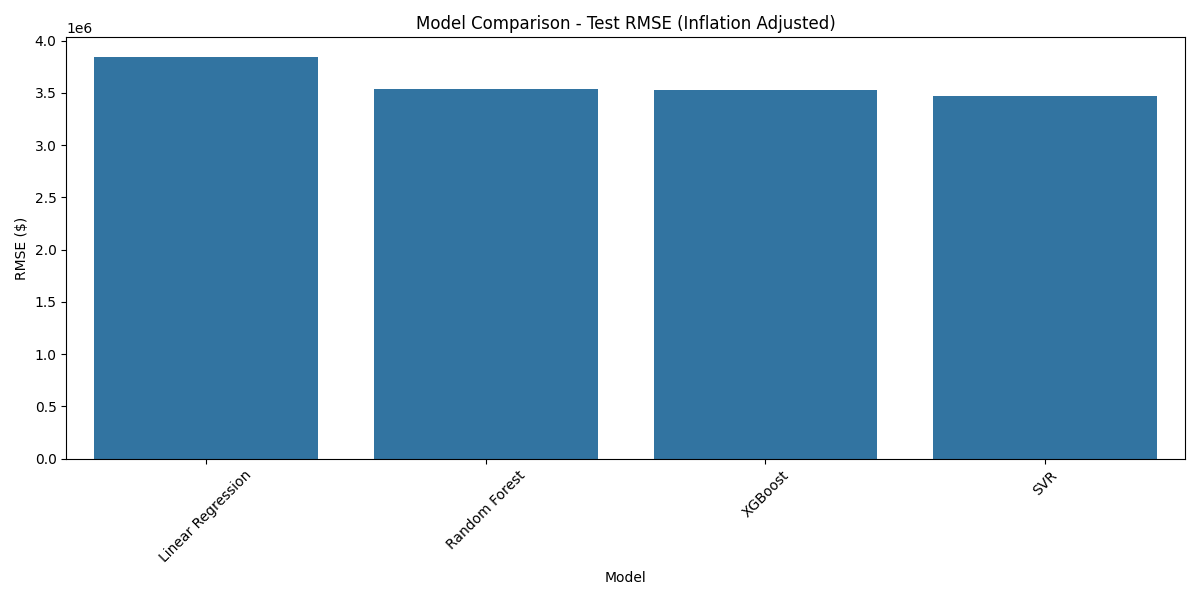 Model Comparison - Test RMSE (Inflation Adjusted)
1e6
4.0
3.5
3.0
2.5
2.0
1.5
1.0
0.5
0.0
RMSE ($)
Linear Regression
Random Forest
XGBoost
SVR
Model